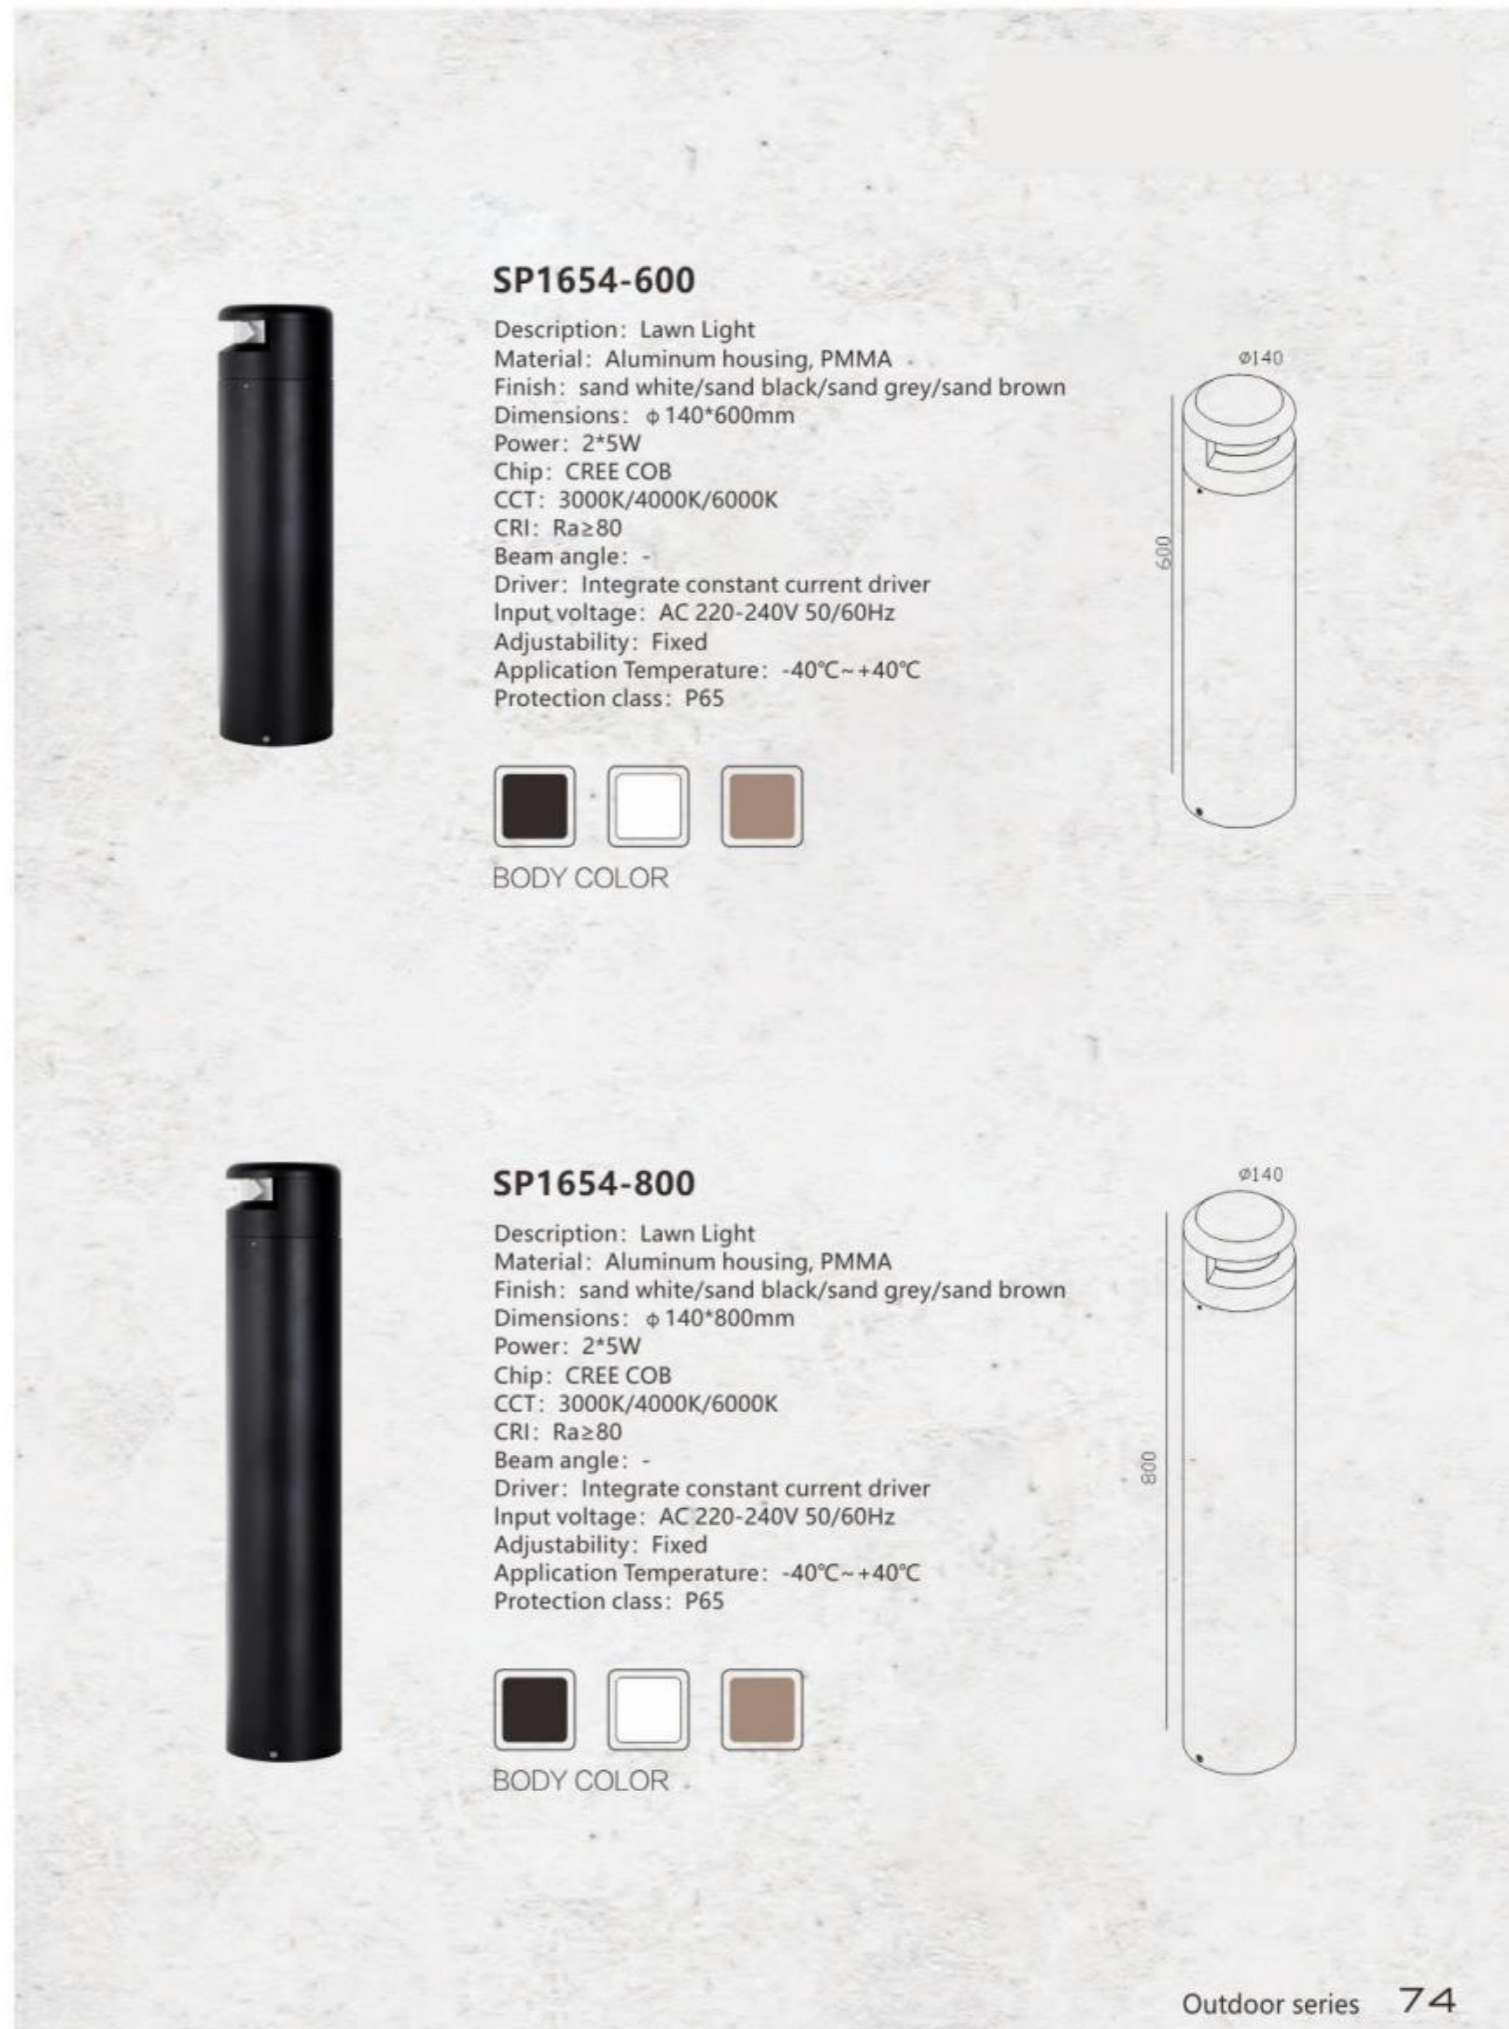 SP1654-600
Description: Lawn Light
Material: Aluminum housing, PMMA
Finish: sand white/sand black/sand grey/sand brown
Dimensions: φ140*600mm
Power: 2*5W
Chip: CREE COB
CCT: 3000K/4000K/6000K
CRI: Ra≥80
Beam angle: -
Driver: Integrate constant current driver
Input voltage: AC 220-240V 50/60Hz
Adjustability: Fixed
Application Temperature: -40℃~+40℃
Protection class: P65
BODY COLOR
Ø140
600
SP1654-800
Description: Lawn Light
Material: Aluminum housing, PMMA
Finish: sand white/sand black/sand grey/sand brown
Dimensions: φ140*800mm
Power: 2*5W
Chip: CREE COB
CCT: 3000K/4000K/6000K
CRI: Ra≥80
Beam angle: -
Driver: Integrate constant current driver
Input voltage: AC 220-240V 50/60Hz
Adjustability: Fixed
Application Temperature: -40℃~+40℃
Protection class: P65
BODY COLOR
Ø140
800
Outdoor series 74